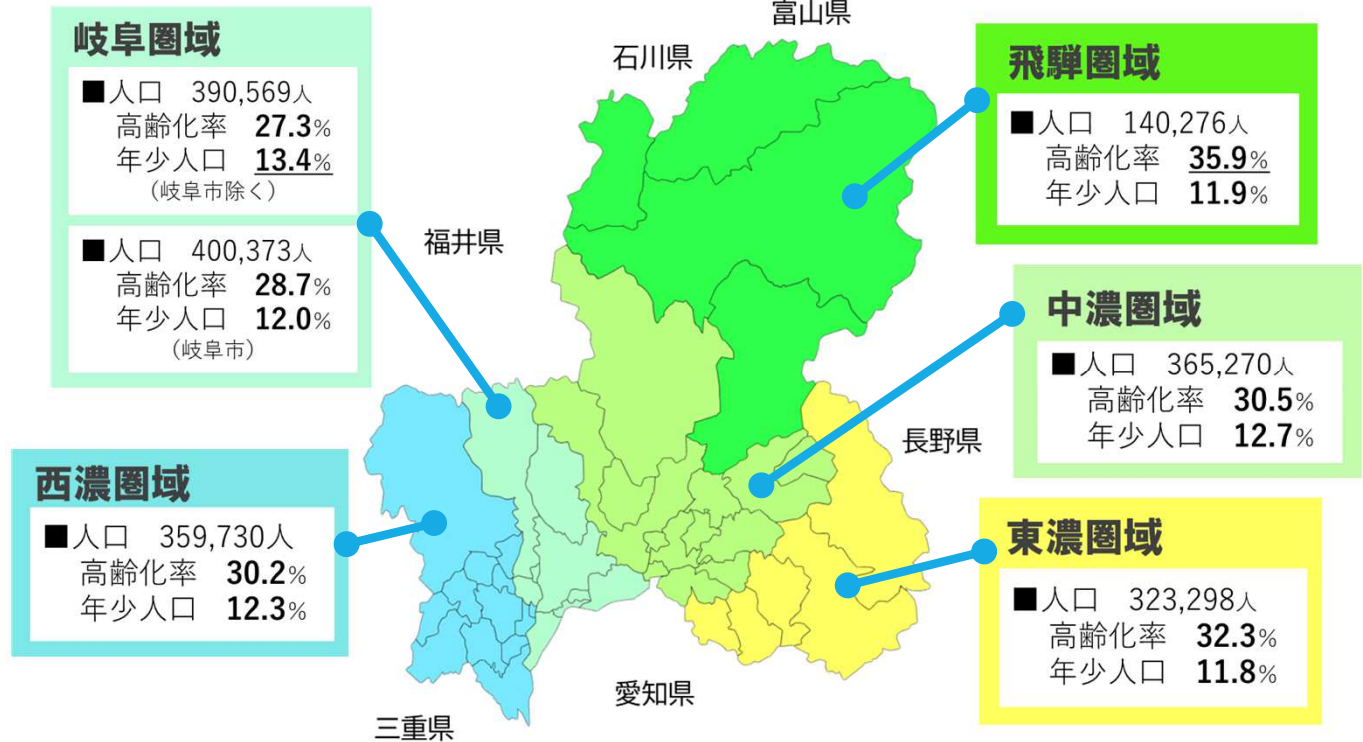 富山県
石川県
福井県
長野県
愛知県
三重県
岐阜圏域
■人口 390,569人
高齢化率 27.3%
年少人口 13.4%
(岐阜市除く)
■人口 400,373人
高齢化率 28.7%
年少人口 12.0%
(岐阜市)
西濃圏域
■人口 359,730人
高齢化率 30.2%
年少人口 12.3%
飛騨圏域
■人口 140,276人
高齢化率 35.9%
年少人口 11.9%
中濃圏域
■人口 365,270人
高齢化率 30.5%
年少人口 12.7%
東濃圏域
■人口 323,298人
高齢化率 32.3%
年少人口 11.8%